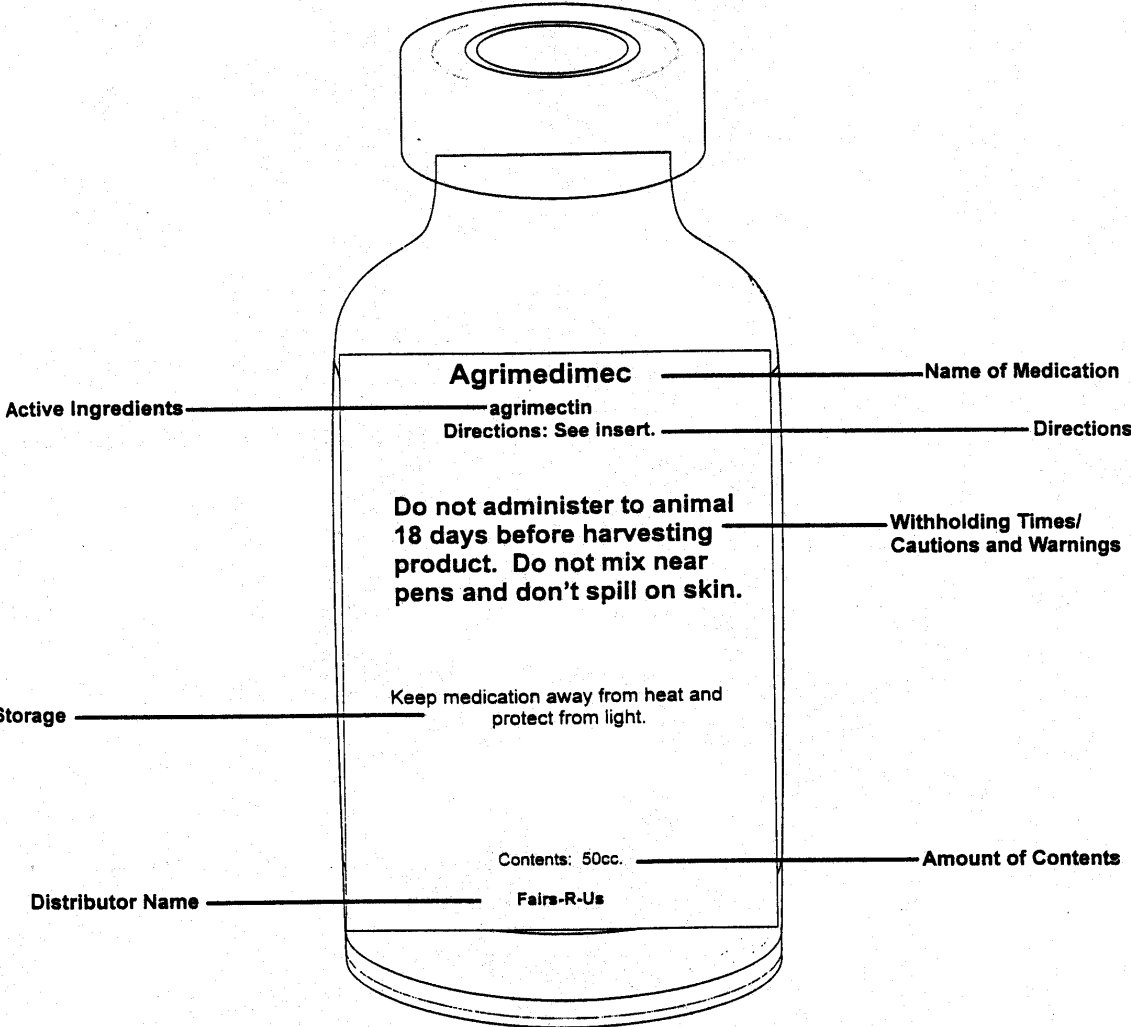 Agrimedimec
Name of Medication
Active Ingredients
agrimectin
Directions: See insert.
Directions
Do not administer to animal
18 days before harvesting
product. Do not mix near
pens and don't spill on skin.
Withholding Times/
Cautions and Warnings
Keep medication away from heat and
protect from light.
Storage
Contents: 50cc.
Amount of Contents
Distributor Name
Fairs-R-Us